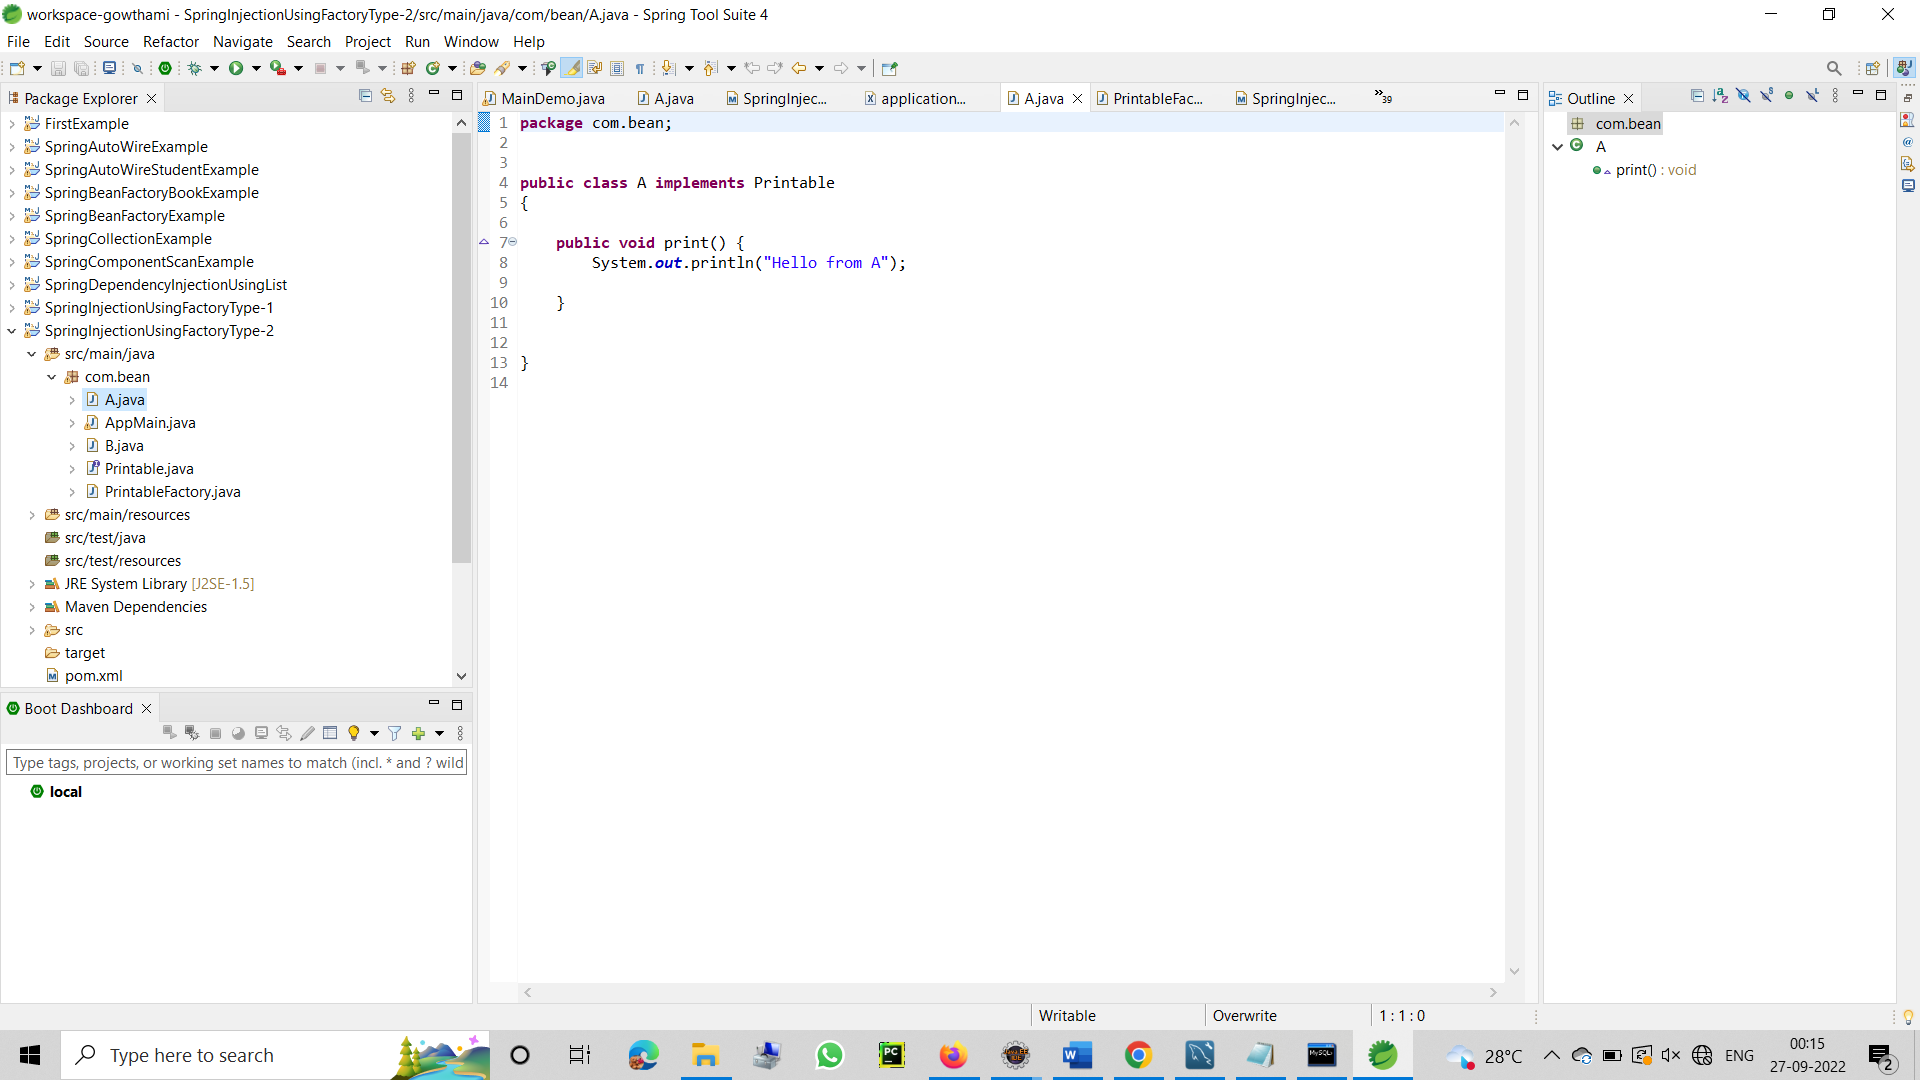 workspace-gowthami - SpringInjectionUsingFactoryType-2/src/main/java/com/bean/A.java - Spring Tool Suite 4
File Edit Source Refactor Navigate Search Project Run Window Help
Package Explorer
FirstExample
SpringAutoWireExample
SpringAutoWireStudentExample
SpringBeanFactoryBookExample
SpringBeanFactoryExample
SpringCollectionExample
SpringComponentScanExample
SpringDependencyInjectionUsingList
SpringInjectionUsingFactoryType-1
SpringInjectionUsingFactoryType-2
src/main/java
com.bean
A.java
AppMain.java
B.java
Printable.java
PrintableFactory.java
src/main/resources
src/test/java
src/test/resources
JRE System Library [J2SE-1.5]
Maven Dependencies
src
target
pom.xml
Boot Dashboard
Type tags, projects, or working set names to match (incl. * and ? wild
local
MainDemo.java A.java SpringInjec... application... A.java PrintableFac... SpringInjec... »39
1 package com.bean;
2
3
4 public class A implements Printable
5 {
6
7 public void print() {
8 System.out.println("Hello from A");
9
10 }
11
12
13 }
14
Outline
com.bean
A
print() : void
Writable Overwrite 1 : 1 : 0
Type here to search
28°C ENG 00:15
27-09-2022
2